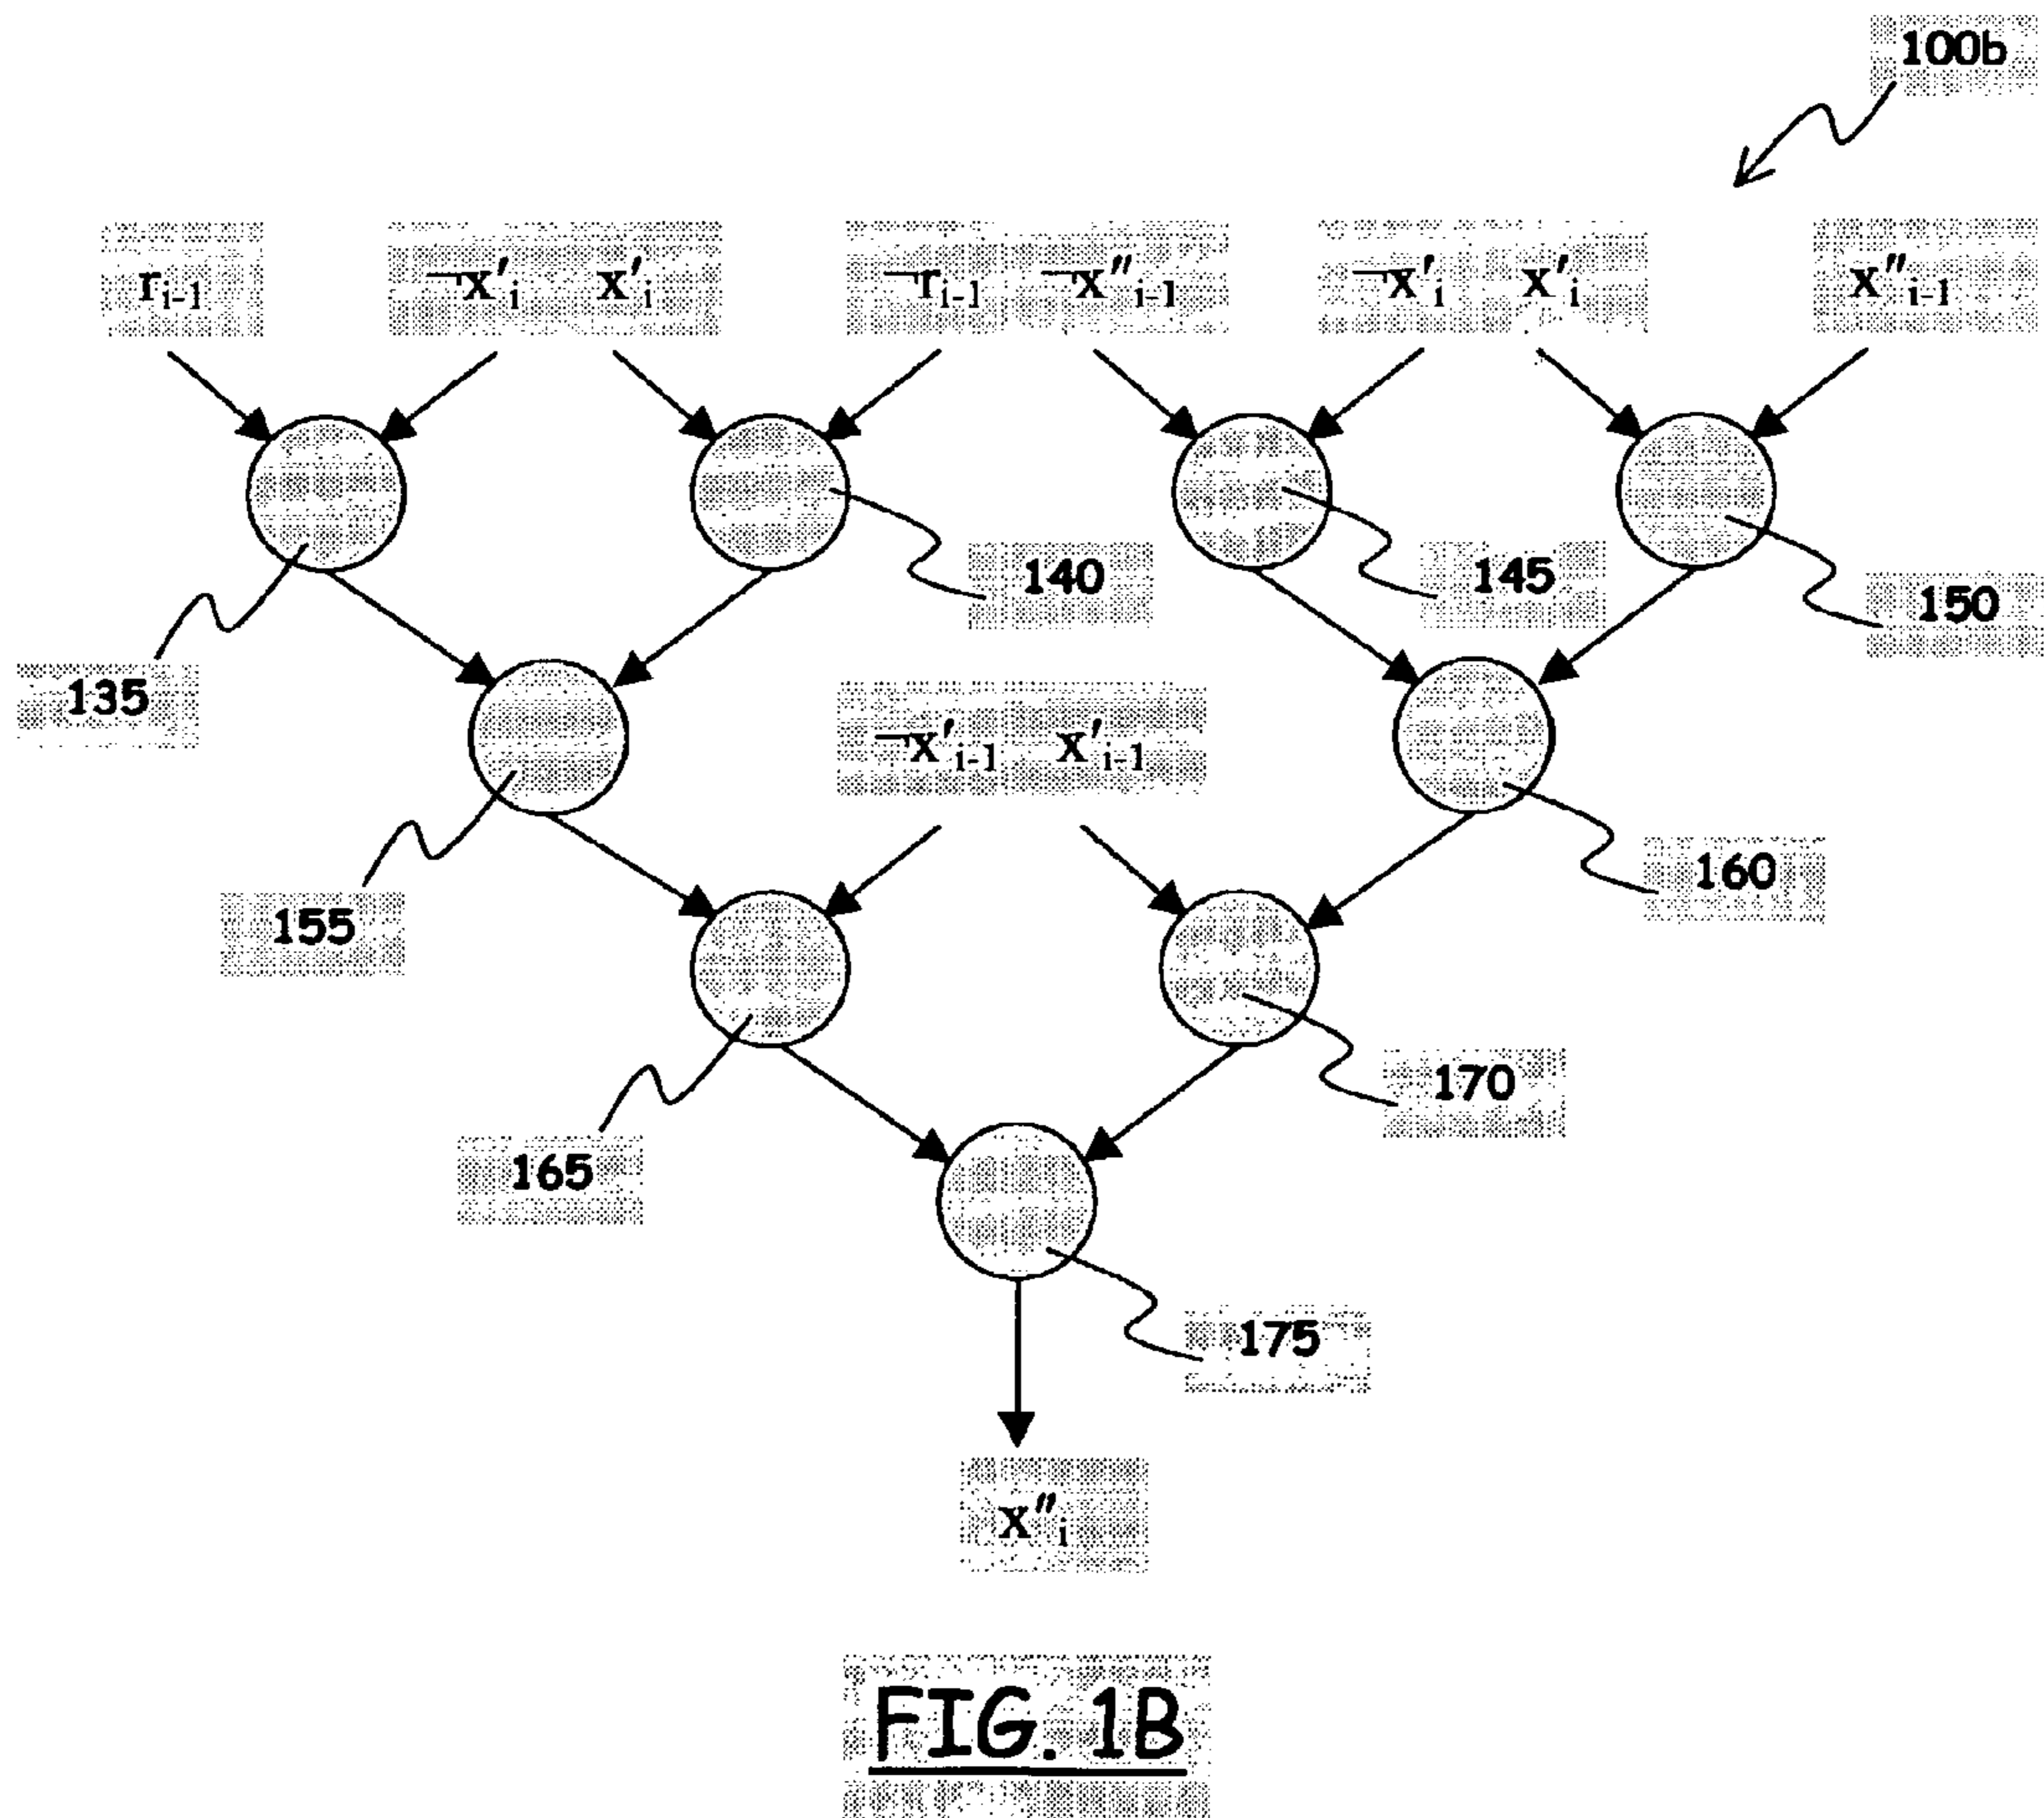 100b
r_{i-1} ¬x'_i x'_i ¬r_{i-1} ¬x''_{i-1} ¬x'_i x'_i x''_{i-1}
140
145
150
135
¬x'_{i-1} x'_{i-1}
160
155
170
165
175
x''_i
FIG. 1B